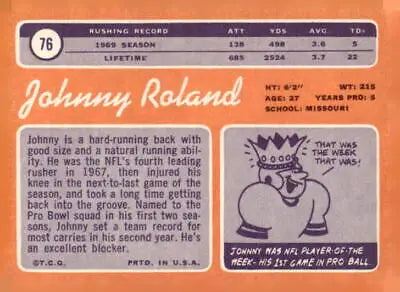 76
RUSHING RECORD ATT YDS AVG TDs
1969 SEASON 138 498 3.6 5
LIFETIME 685 2524 3.7 22
Johnny Roland
HT: 6'2" WT: 215
AGE: 27 YEARS PRO: 5
SCHOOL: MISSOURI
Johnny is a hard-running back with
good size and a natural running abil-
ity. He was the NFL's fourth leading
rusher in 1967, then injured his
knee in the next-to-last game of the
season, and took a long time getting
back into the groove. Named to the
Pro Bowl squad in his first two sea-
sons, Johnny set a team record for
most carries in his second year. He's
an excellent blocker.
©T.C.G. PRTD. IN U.S.A.
THAT WAS
THE WEEK
THAT WAS!
JOHNNY WAS NFL PLAYER-OF-THE
WEEK-HIS 1ST GAME IN PRO BALL.